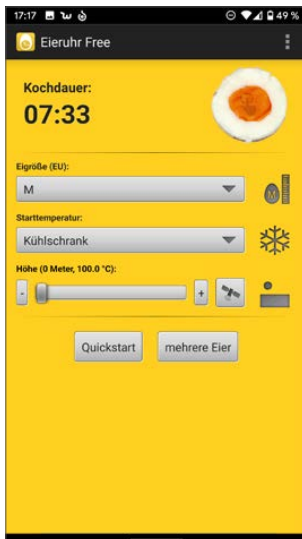 17:17
49 %
Eieruhr Free
Kochdauer:
07:33
Eigröße (EU):
M
Starttemperatur:
Kühlschrank
Höhe (0 Meter, 100.0 °C):
- +
Quickstart mehrere Eier